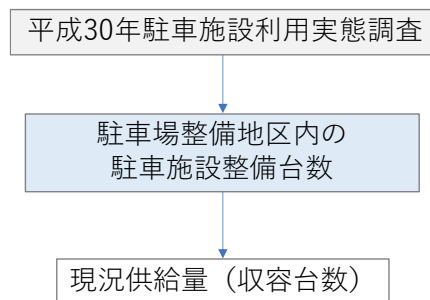 平成30年駐車施設利用実態調査
駐車場整備地区内の
駐車施設整備台数
現況供給量（収容台数）